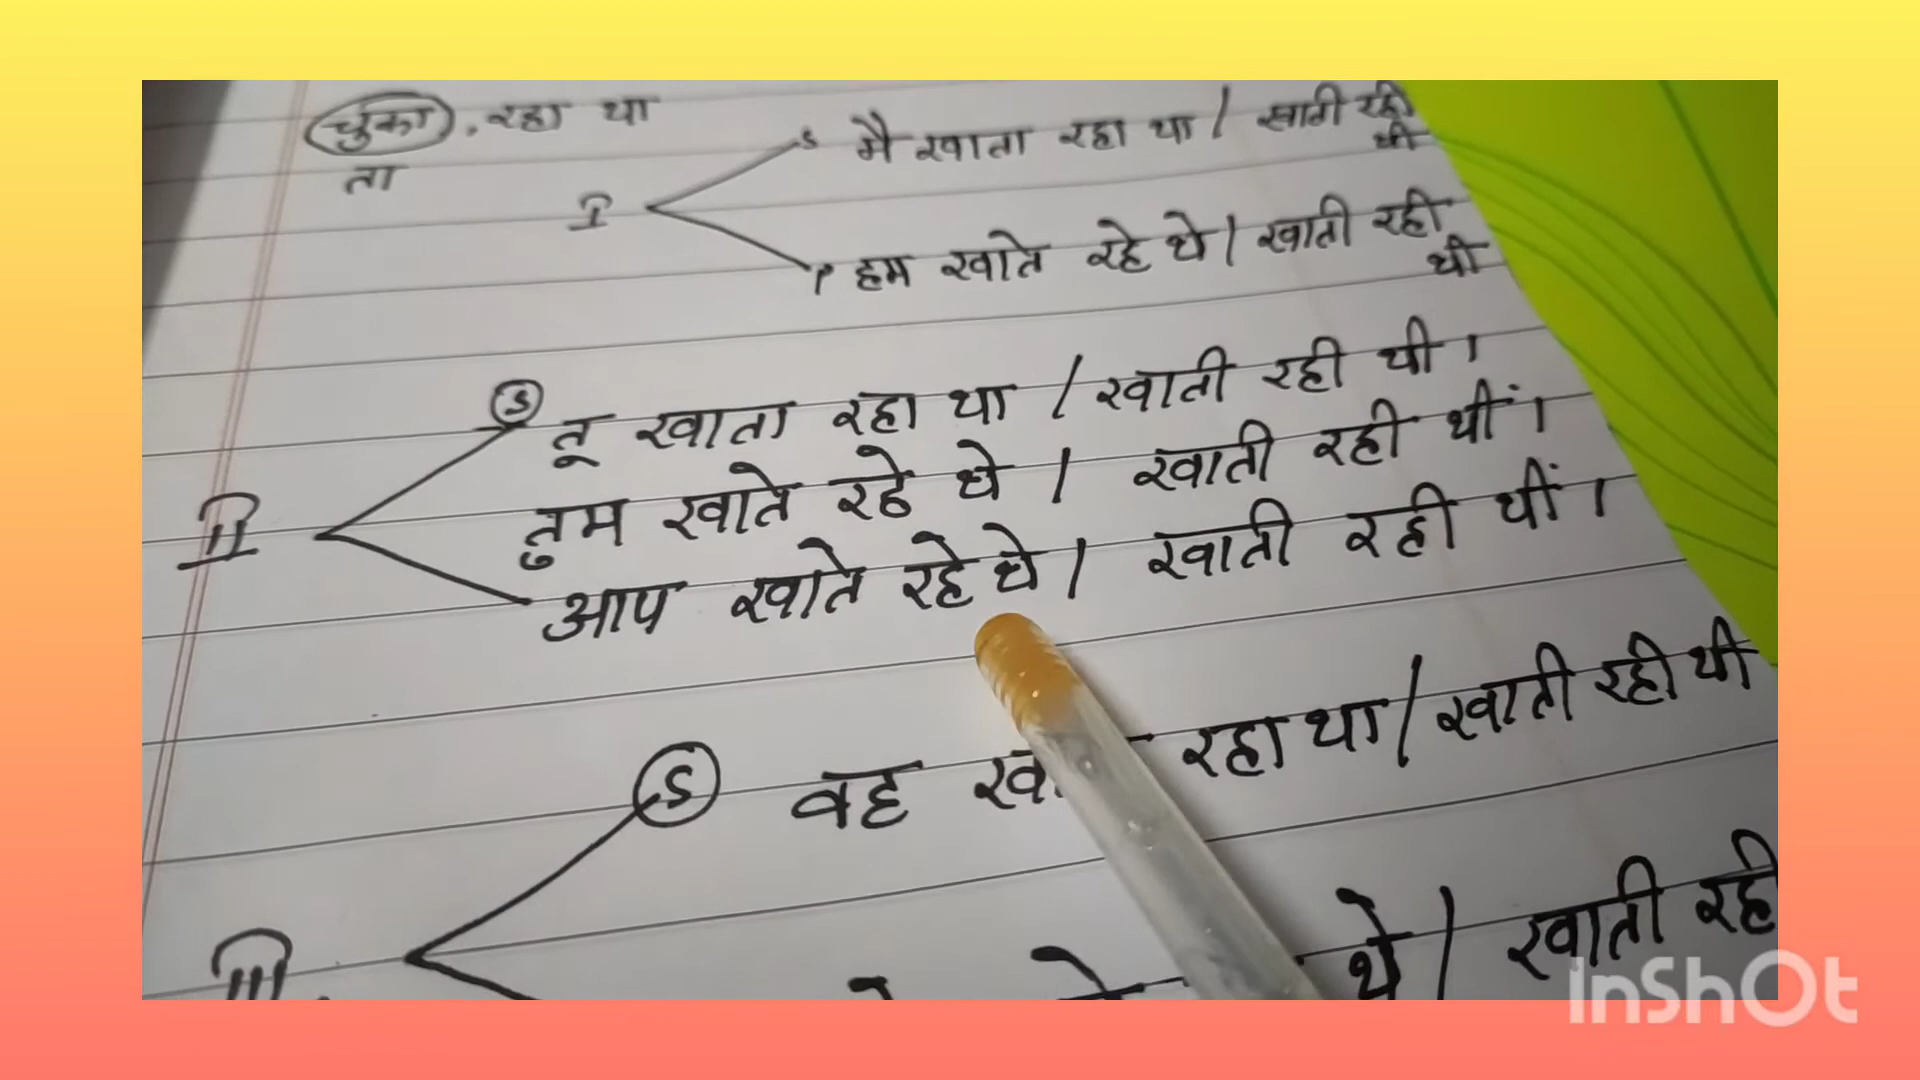 चुका, रहा था
ता
I
S मै खाता रहा था / खाती रही
थी
P हम खाते रहे थे / खाती रही
थी
II
S तू खाता रहा था / खाती रही थी।
तुम खाते रहे थे / खाती रही थीं।
आप खाते रहे थे / खाती रही थीं।
III
S वह रहा था / खाती रही थी
थे / खाती रही
InShOt